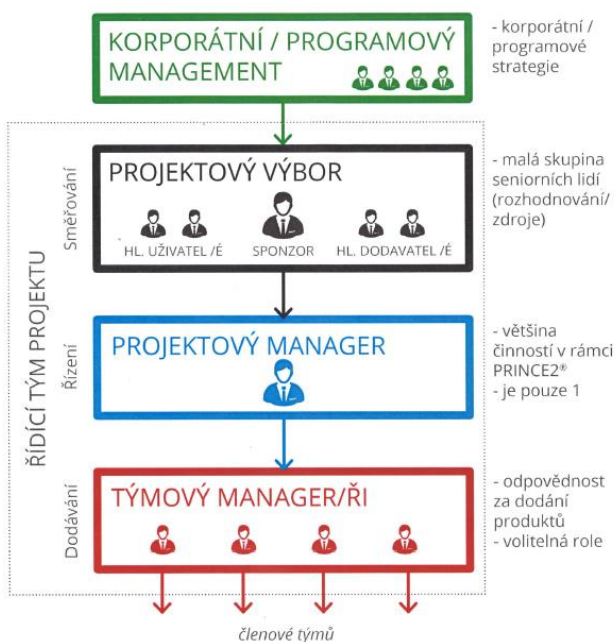 KORPORÁTNÍ / PROGRAMOVÝ
MANAGEMENT
- korporátní /
programové
strategie
ŘÍDÍCÍ TÝM PROJEKTU
Směřování
PROJEKTOVÝ VÝBOR
HL. UŽIVATEL /É
SPONZOR
HL. DODAVATEL /É
- malá skupina
seniorních lidí
(rozhodování/
zdroje)
Řízení
PROJEKTOVÝ MANAGER
- většina
činností v rámci
PRINCE2®
- je pouze 1
Dodávání
TÝMOVÝ MANAGER/ŘI
- odpovědnost
za dodání
produktů
- volitelná role
členové týmů